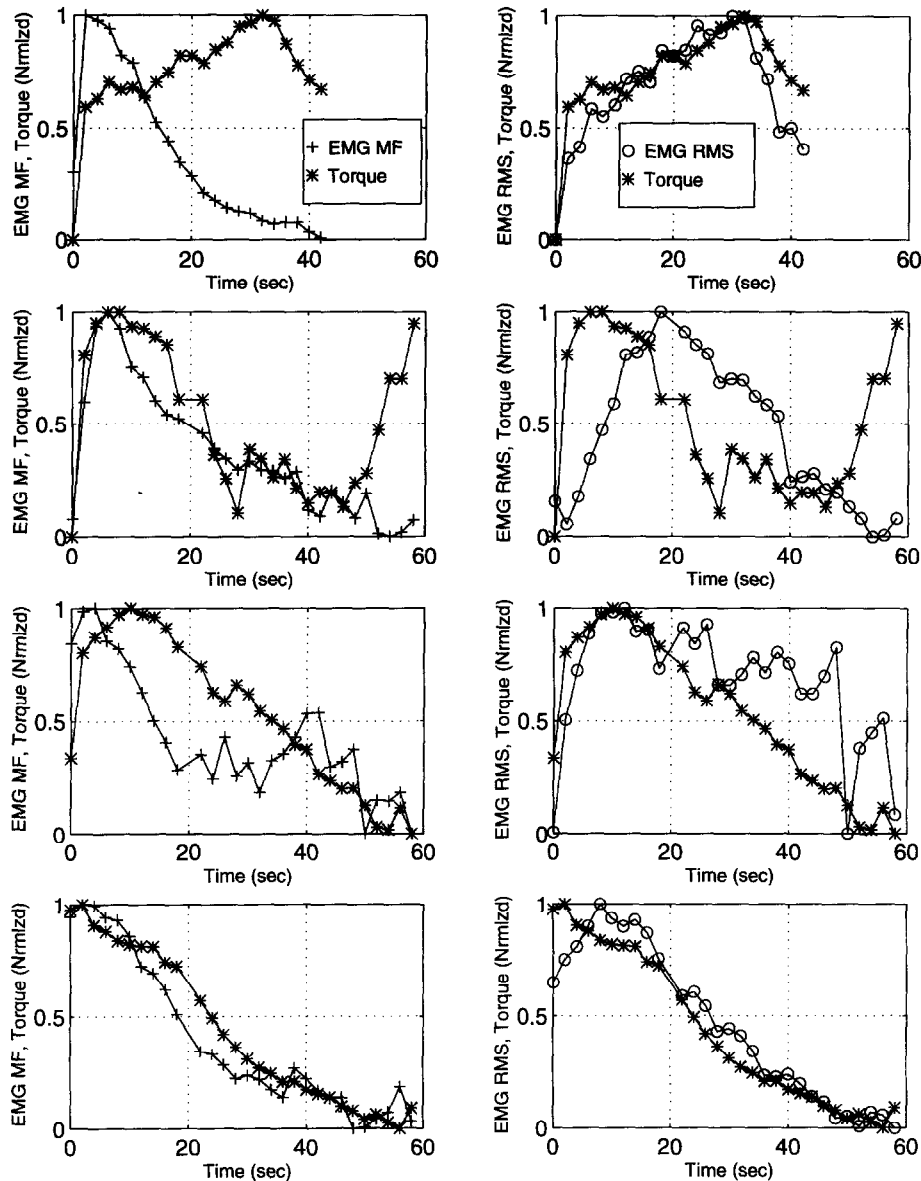 EMG MF, Torque (Nrmlzd)
1
0.5
0
0 20 40 60
Time (sec)
EMG MF
Torque
EMG RMS, Torque (Nrmlzd)
1
0.5
0
0 20 40 60
Time (sec)
EMG RMS
Torque
EMG MF, Torque (Nrmlzd)
1
0.5
0
0 20 40 60
Time (sec)
EMG RMS, Torque (Nrmlzd)
1
0.5
0
0 20 40 60
Time (sec)
EMG MF, Torque (Nrmlzd)
1
0.5
0
0 20 40 60
Time (sec)
EMG RMS, Torque (Nrmlzd)
1
0.5
0
0 20 40 60
Time (sec)
EMG MF, Torque (Nrmlzd)
1
0.5
0
0 20 40 60
Time (sec)
EMG RMS, Torque (Nrmlzd)
1
0.5
0
0 20 40 60
Time (sec)